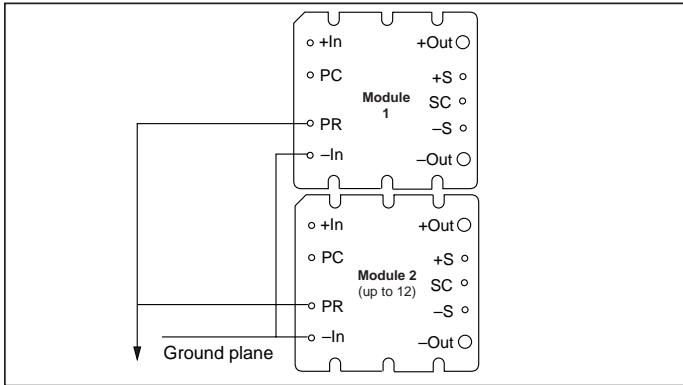 +In +Out
PC +S
Module
1
SC
PR –S
–In –Out
+In +Out
PC +S
Module 2
(up to 12)
SC
PR –S
–In –Out
Ground plane